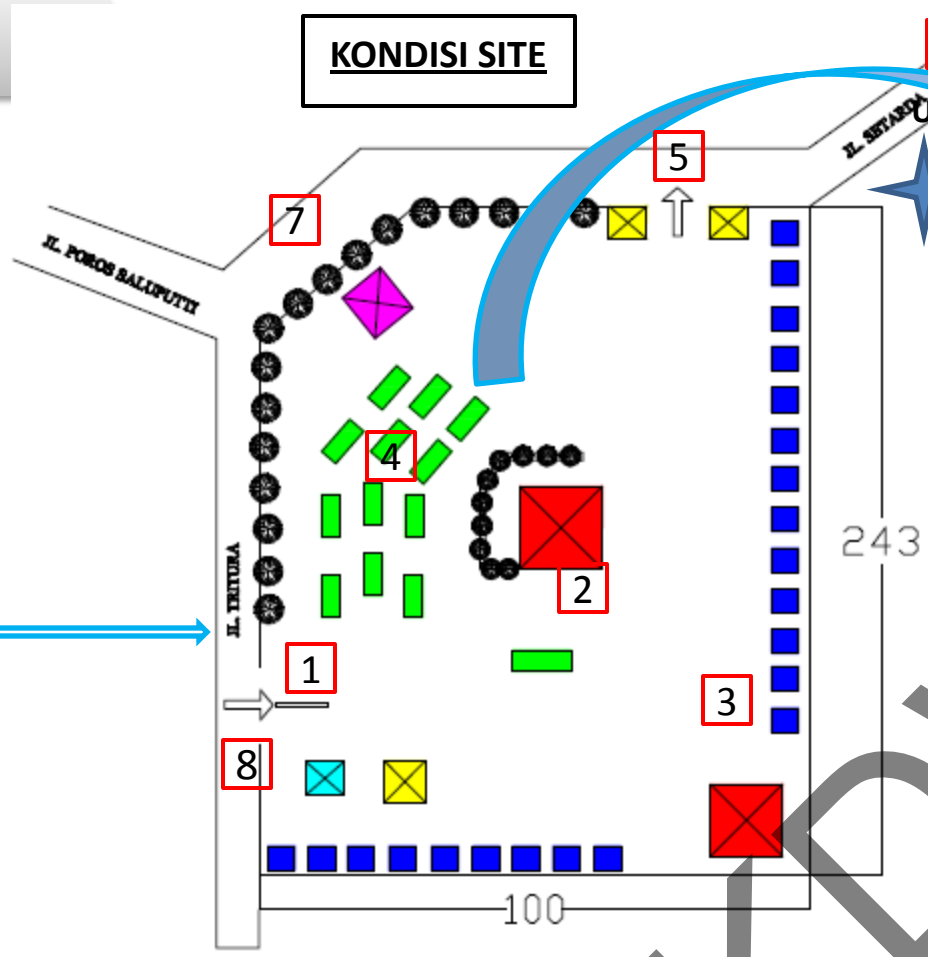 KONDISI SITE
U
JL. SETARDA
5
7
JL. POROS SALUPUTTI
4
243
2
JL. TRITURA
1
3
8
100